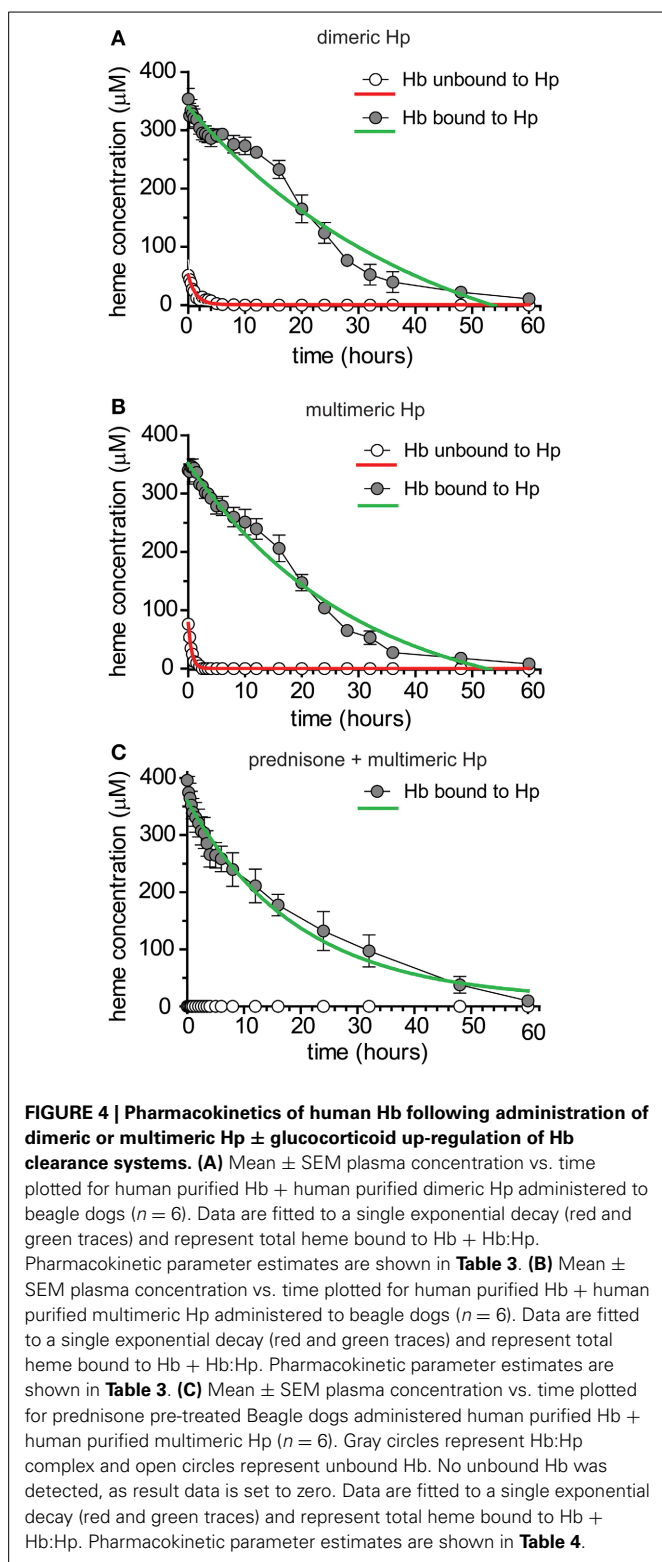 A
dimeric Hp
400
300
200
100
0
heme concentration (µM)
Hb unbound to Hp
Hb bound to Hp
0 10 20 30 40 50 60
time (hours)
B
multimeric Hp
400
300
200
100
0
heme concentration (µM)
Hb unbound to Hp
Hb bound to Hp
0 10 20 30 40 50 60
time (hours)
C
prednisone + multimeric Hp
400
300
200
100
0
heme concentration (µM)
Hb bound to Hp
0 10 20 30 40 50 60
time (hours)
FIGURE 4 | Pharmacokinetics of human Hb following administration of
dimeric or multimeric Hp ± glucocorticoid up-regulation of Hb
clearance systems. (A) Mean ± SEM plasma concentration vs. time
plotted for human purified Hb + human purified dimeric Hp administered to
beagle dogs (n = 6). Data are fitted to a single exponential decay (red and
green traces) and represent total heme bound to Hb + Hb:Hp.
Pharmacokinetic parameter estimates are shown in Table 3. (B) Mean ±
SEM plasma concentration vs. time plotted for human purified Hb + human
purified multimeric Hp administered to beagle dogs (n = 6). Data are fitted
to a single exponential decay (red and green traces) and represent total
heme bound to Hb + Hb:Hp. Pharmacokinetic parameter estimates are
shown in Table 3. (C) Mean ± SEM plasma concentration vs. time plotted
for prednisone pre-treated Beagle dogs administered human purified Hb +
human purified multimeric Hp (n = 6). Gray circles represent Hb:Hp
complex and open circles represent unbound Hb. No unbound Hb was
detected, as result data is set to zero. Data are fitted to a single exponential
decay (red and green traces) and represent total heme bound to Hb +
Hb:Hp. Pharmacokinetic parameter estimates are shown in Table 4.